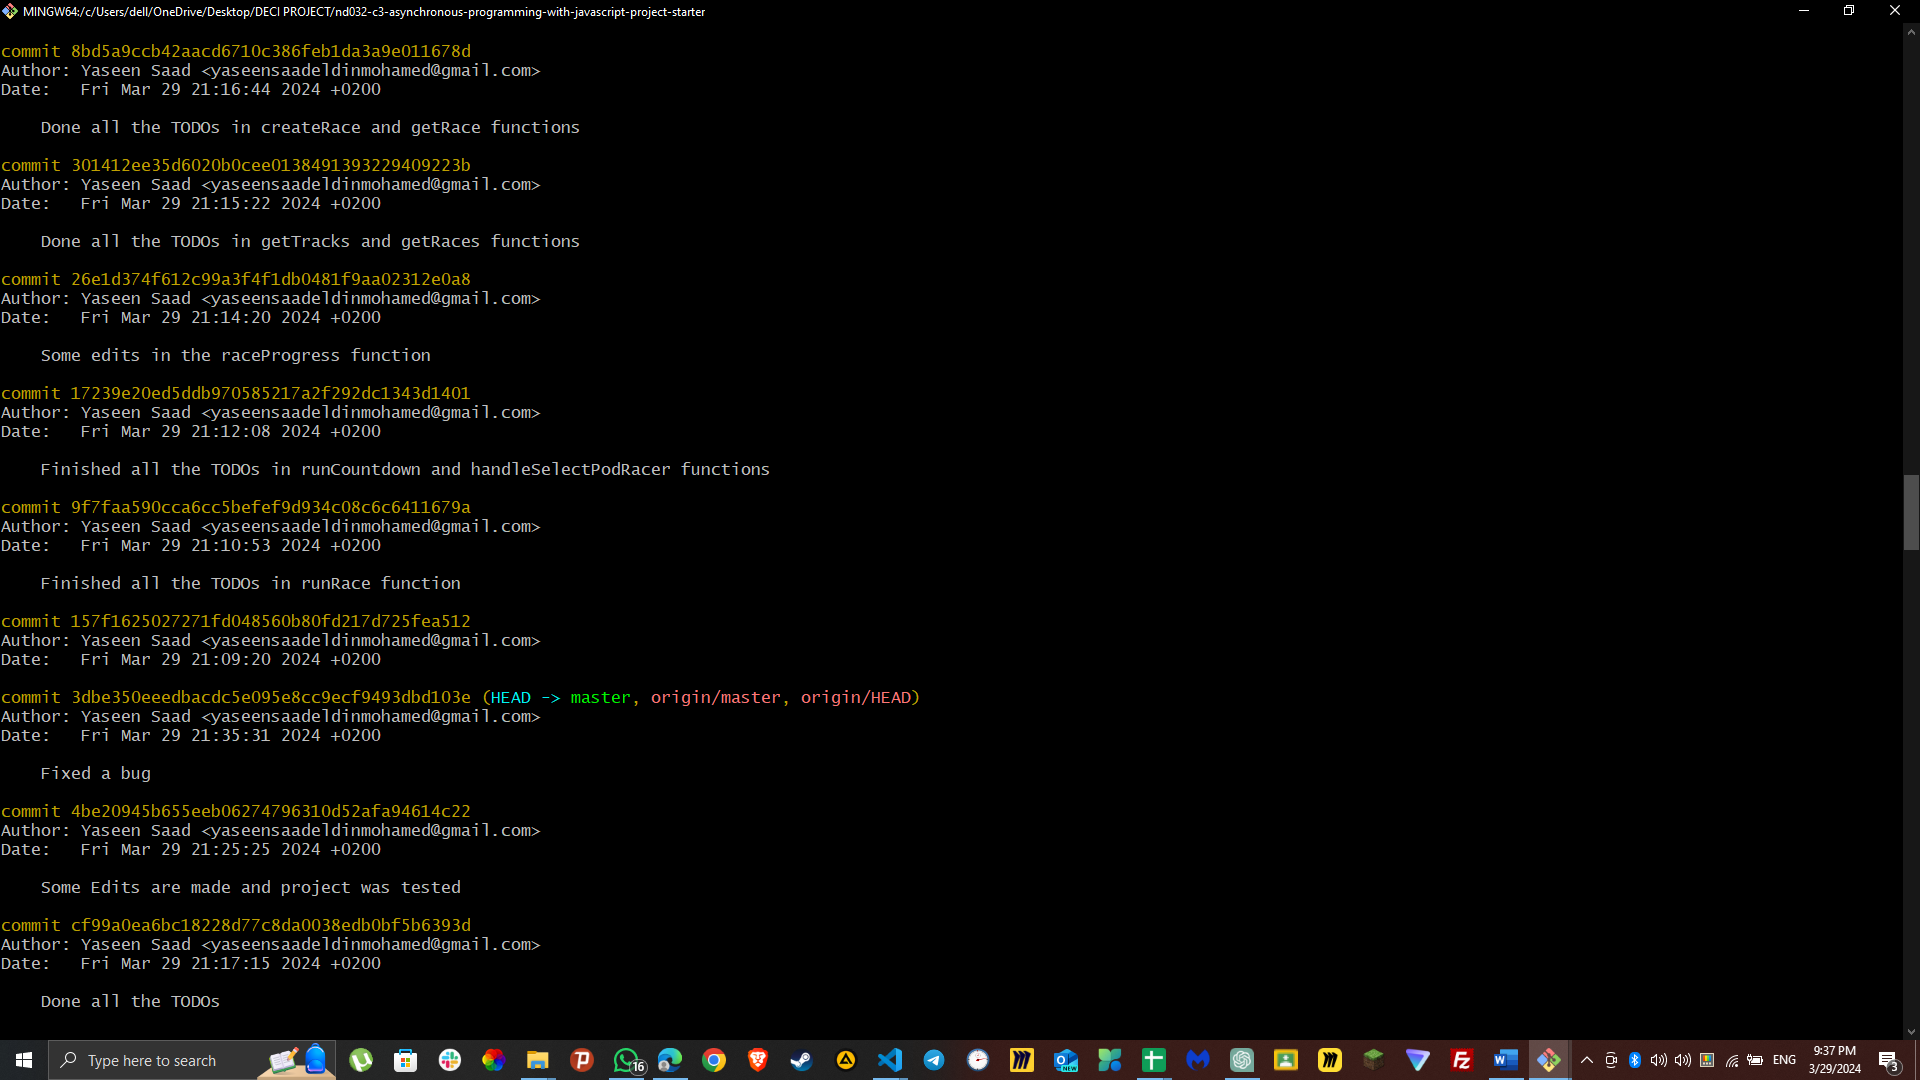 MINGW64:/c/Users/dell/OneDrive/Desktop/DECI PROJECT/nd032-c3-asynchronous-programming-with-javascript-project-starter
commit 8bd5a9ccb42aacd6710c386feb1da3a9e011678d
Author: Yaseen Saad <yaseensaadeldinmohamed@gmail.com>
Date:   Fri Mar 29 21:16:44 2024 +0200
Done all the TODOs in createRace and getRace functions
commit 301412ee35d6020b0cee0138491393229409223b
Author: Yaseen Saad <yaseensaadeldinmohamed@gmail.com>
Date:   Fri Mar 29 21:15:22 2024 +0200
Done all the TODOs in getTracks and getRaces functions
commit 26e1d374f612c99a3f4f1db0481f9aa02312e0a8
Author: Yaseen Saad <yaseensaadeldinmohamed@gmail.com>
Date:   Fri Mar 29 21:14:20 2024 +0200
Some edits in the raceProgress function
commit 17239e20ed5ddb970585217a2f292dc1343d1401
Author: Yaseen Saad <yaseensaadeldinmohamed@gmail.com>
Date:   Fri Mar 29 21:12:08 2024 +0200
Finished all the TODOs in runCountdown and handleSelectPodRacer functions
commit 9f7faa590cca6cc5befef9d934c08c6c6411679a
Author: Yaseen Saad <yaseensaadeldinmohamed@gmail.com>
Date:   Fri Mar 29 21:10:53 2024 +0200
Finished all the TODOs in runRace function
commit 157f1625027271fd048560b80fd217d725fea512
Author: Yaseen Saad <yaseensaadeldinmohamed@gmail.com>
Date:   Fri Mar 29 21:09:20 2024 +0200
commit 3dbe350eeedbacdc5e095e8cc9ecf9493dbd103e (HEAD -> master, origin/master, origin/HEAD)
Author: Yaseen Saad <yaseensaadeldinmohamed@gmail.com>
Date:   Fri Mar 29 21:35:31 2024 +0200
Fixed a bug
commit 4be20945b655eeb06274796310d52afa94614c22
Author: Yaseen Saad <yaseensaadeldinmohamed@gmail.com>
Date:   Fri Mar 29 21:25:25 2024 +0200
Some Edits are made and project was tested
commit cf99a0ea6bc18228d77c8da0038edb0bf5b6393d
Author: Yaseen Saad <yaseensaadeldinmohamed@gmail.com>
Date:   Fri Mar 29 21:17:15 2024 +0200
Done all the TODOs
Type here to search
16
NEW
ENG
9:37 PM
3/29/2024
3